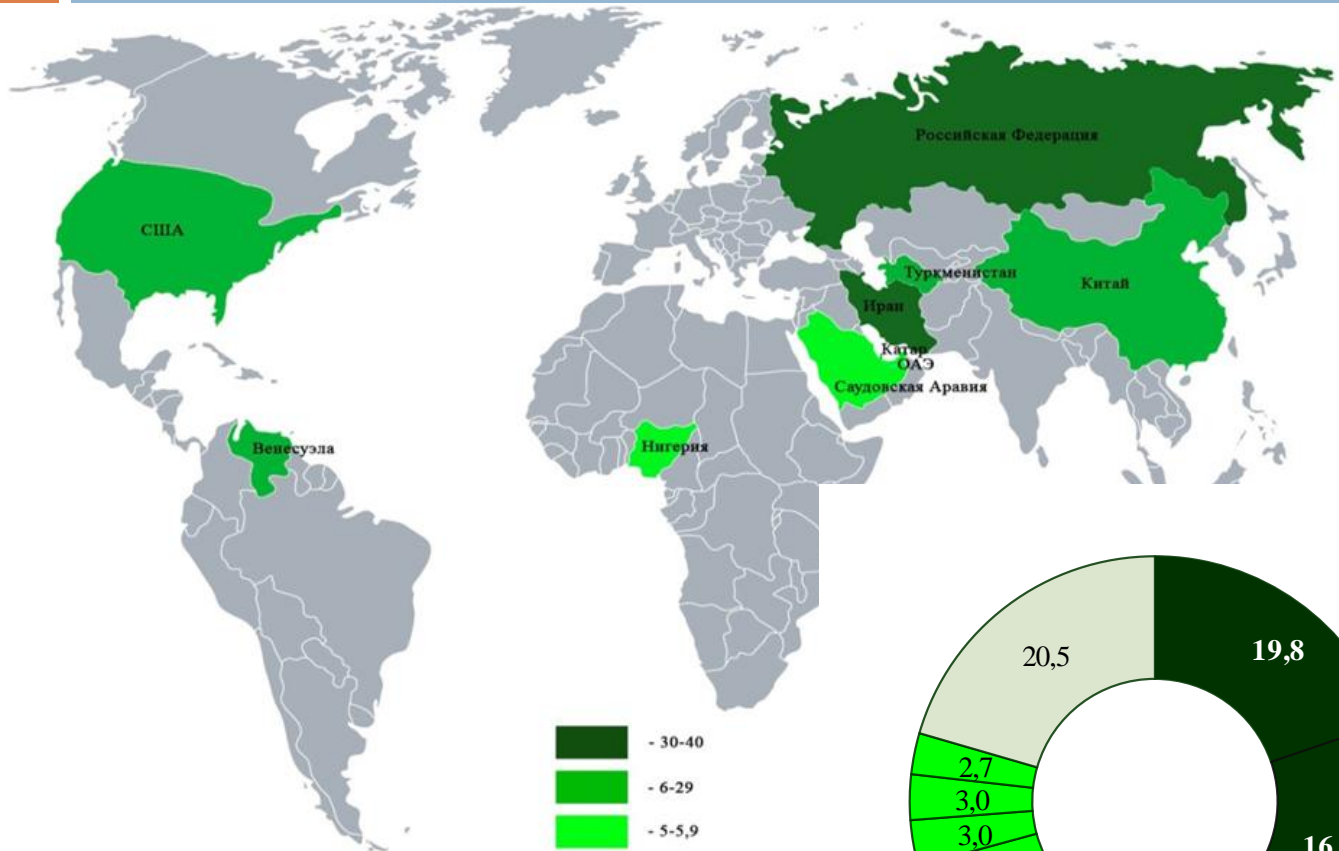 Российская Федерация
США
Туркменистан
Китай
Иран
Катар
ОАЭ
Саудовская Аравия
Венесуэла
Нигерия
20,5
19,8
- 30-40
2,7
- 6-29
3,0
- 5-5,9
3,0
16